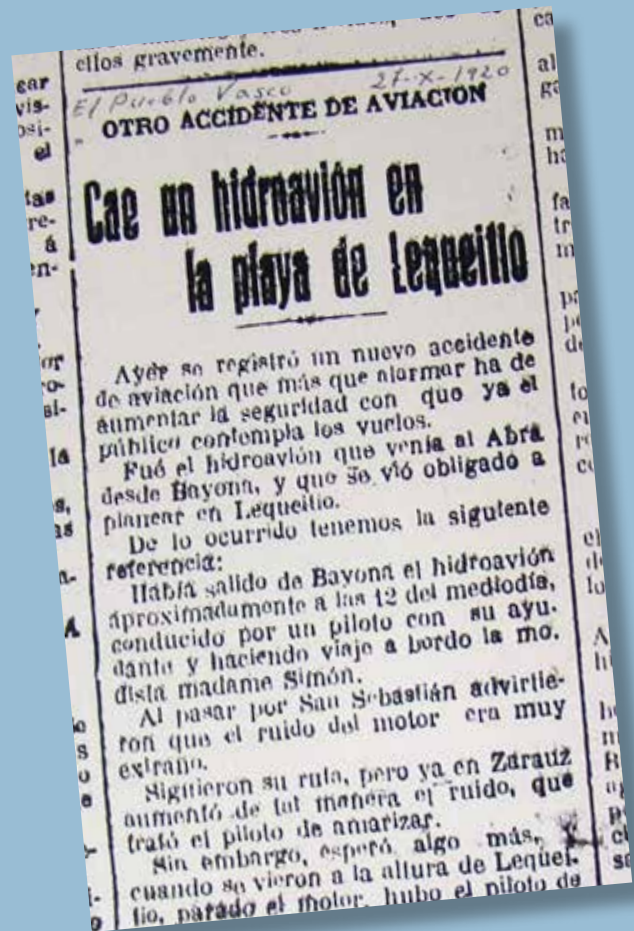 ellos gravemente.
El Pueblo Vasco 27-X-1920
OTRO ACCIDENTE DE AVIACION
Cae un hidroavión en
la playa de Lequeitio
Ayer se registró un nuevo accidente
de aviación que más que alarmar ha de
aumentar la seguridad con que ya el
público contempla los vuelos.
Fué el hidroavión que venía al Abra
desde Bayona, y que se vió obligado a
planear en Lequeitio.
De lo ocurrido tenemos la siguiente
referencia:
Había salido de Bayona el hidroavión
aproximadamente a las 12 del mediodía,
conducido por un piloto con su ayu-
dante y haciendo viaje a bordo la mo.
dista madame Simón.
Al pasar por San Sebastián advirtie-
ron que el ruido del motor era muy
extraño.
Siguieron su ruta, pero ya en Zarauz
aumentó de tal manera el ruido, que
trató el piloto de amarizar.
Sin embargo, esperó algo más, y
cuando se vieron a la altura de Lequei-
tio, parado el motor, hubo el piloto de